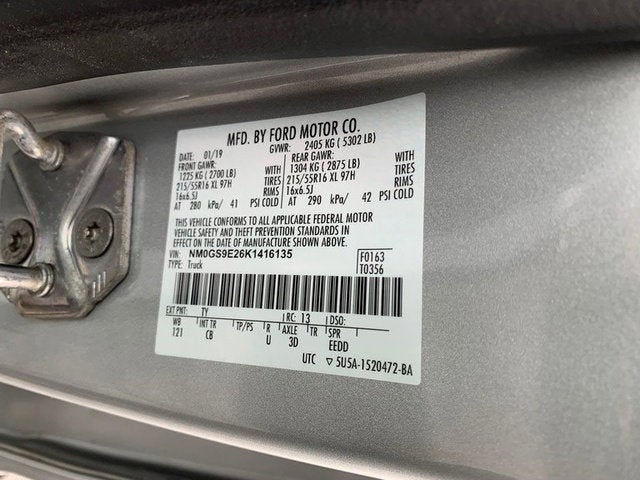 MFD. BY FORD MOTOR CO.
DATE: 01/19 GVWR: 2405 KG ( 5302 LB)
FRONT GAWR: REAR GAWR:
1225 KG ( 2700 LB) WITH 1304 KG ( 2875 LB) WITH
215/55R16 XL 97H TIRES 215/55R16 XL 97H TIRES
16x6.5J RIMS 16x6.5J RIMS
AT 280 kPa/ 41 PSI COLD AT 290 kPa/ 42 PSI COLD
THIS VEHICLE CONFORMS TO ALL APPLICABLE FEDERAL MOTOR
VEHICLE SAFETY AND THEFT PREVENTION STANDARDS IN
EFFECT ON THE DATE OF MANUFACTURE SHOWN ABOVE.
VIN: NM0GS9E26K1416135 F0163
TYPE: Truck T0356
EXT PNT: TY RC: 13 DSO:
WB INT TR TP/PS R AXLE TR SPR
121 CB U 3D EEDD
UTC ▽ 5U5A-1520472-BA